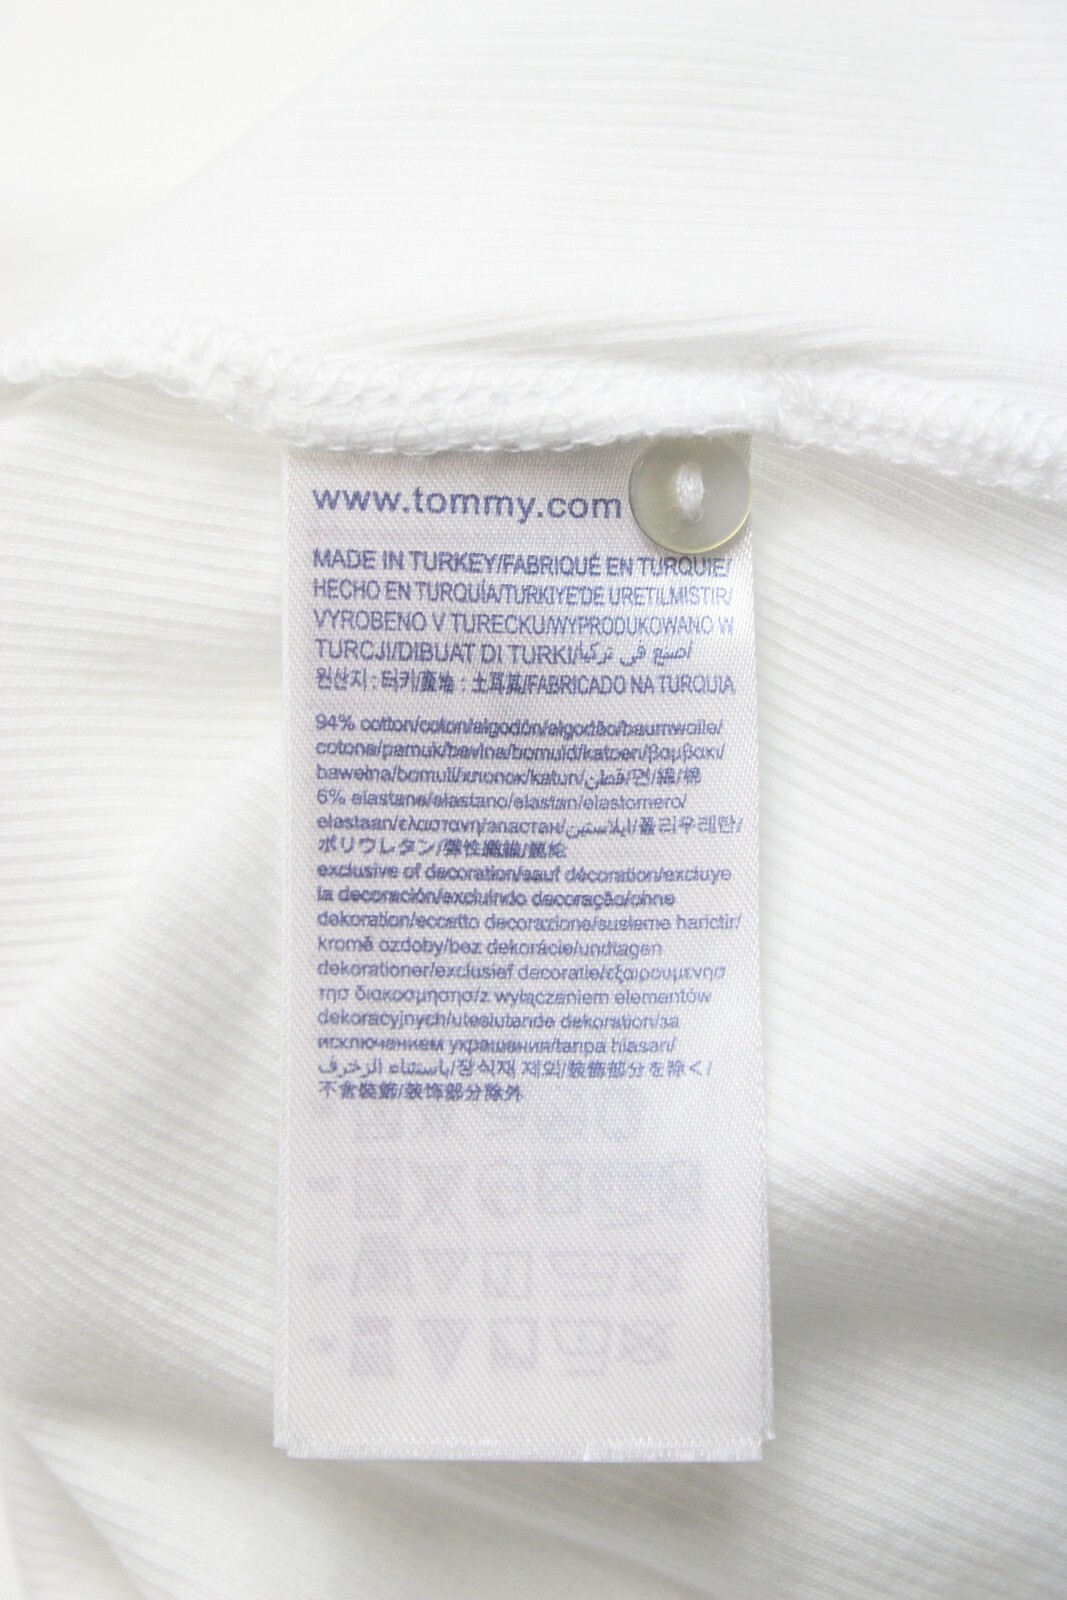 www.tommy.com
MADE IN TURKEY/FABRIQUÉ EN TURQUIE/
HECHO EN TURQUÍA/TURKIYE'DE URETILMISTIR/
VYROBENO V TURECKU/WYPRODUKOWANO W
TURCJI/DIBUAT DI TURKI/صنع في تركيا
원산지 : 터키/產地 : 土耳其/FABRICADO NA TURQUIA
94% cotton/coton/algodón/algodão/baumwolle/
cotone/pamuk/bavlna/bomuld/katoen/βαμβακι/
bawełna/bomull/хлопок/katun/قطن/면/綿/棉
6% elastane/elastano/elastan/elastomero/
elastaan/ελαστανη/эластан/ايلاستين/폴리우레탄/
ポリウレタン/彈性纖維/氨纶
exclusive of decoration/sauf décoration/excluye
la decoración/excluindo decoração/ohne
dekoration/eccetto decorazione/susleme harictir/
kromě ozdoby/bez dekorácie/undtagen
dekorationer/exclusief decoratie/εξαιρουμενησ
τησ διακοσμησησ/z wyłączeniem elementów
dekoracyjnych/uteslutande dekoration/за
исключением украшения/tanpa hiasan/
باستثناء الزخرف/장식재 제외/装飾部分を除く/
不含裝飾/装饰部分除外